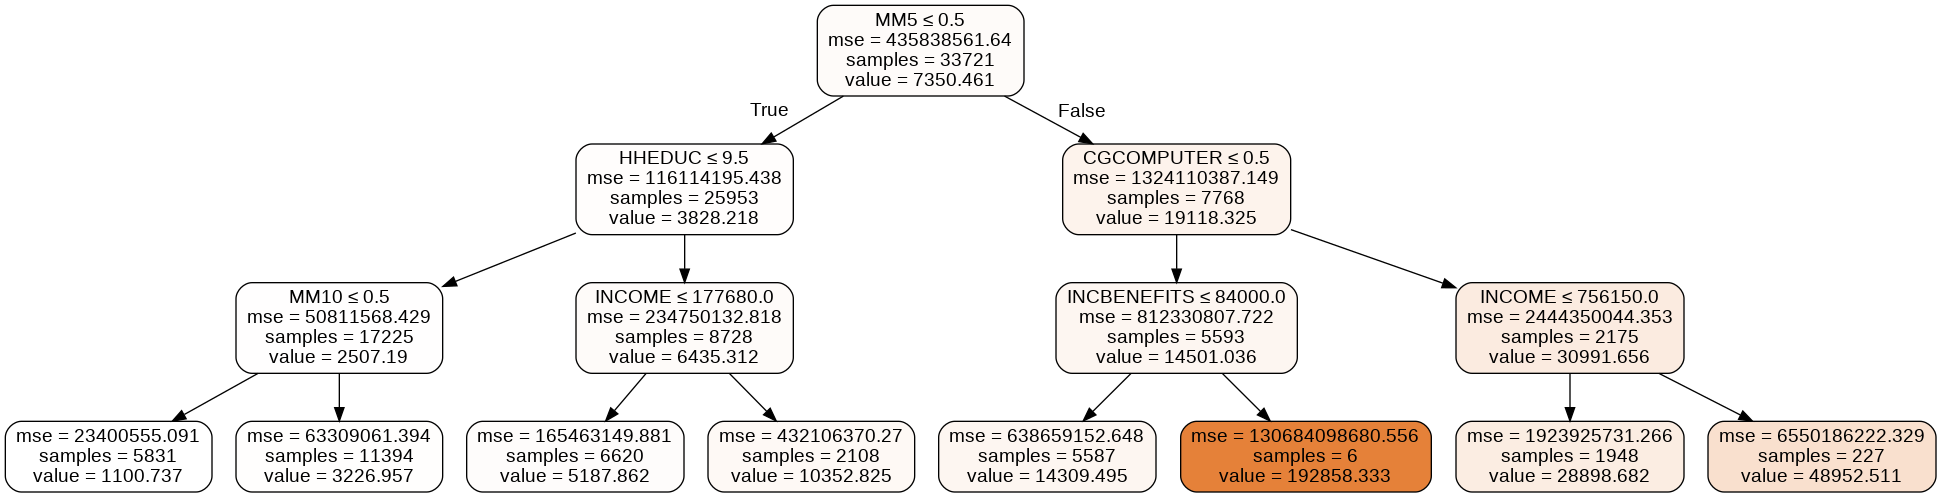 MM5 ≤ 0.5
mse = 435838561.64
samples = 33721
value = 7350.461
True
False
HHEDUC ≤ 9.5
mse = 116114195.438
samples = 25953
value = 3828.218
CGCOMPUTER ≤ 0.5
mse = 1324110387.149
samples = 7768
value = 19118.325
MM10 ≤ 0.5
mse = 50811568.429
samples = 17225
value = 2507.19
INCOME ≤ 177680.0
mse = 234750132.818
samples = 8728
value = 6435.312
INCBENEFITS ≤ 84000.0
mse = 812330807.722
samples = 5593
value = 14501.036
INCOME ≤ 756150.0
mse = 2444350044.353
samples = 2175
value = 30991.656
mse = 23400555.091
samples = 5831
value = 1100.737
mse = 63309061.394
samples = 11394
value = 3226.957
mse = 165463149.881
samples = 6620
value = 5187.862
mse = 432106370.27
samples = 2108
value = 10352.825
mse = 638659152.648
samples = 5587
value = 14309.495
mse = 130684098680.556
samples = 6
value = 192858.333
mse = 1923925731.266
samples = 1948
value = 28898.682
mse = 6550186222.329
samples = 227
value = 48952.511